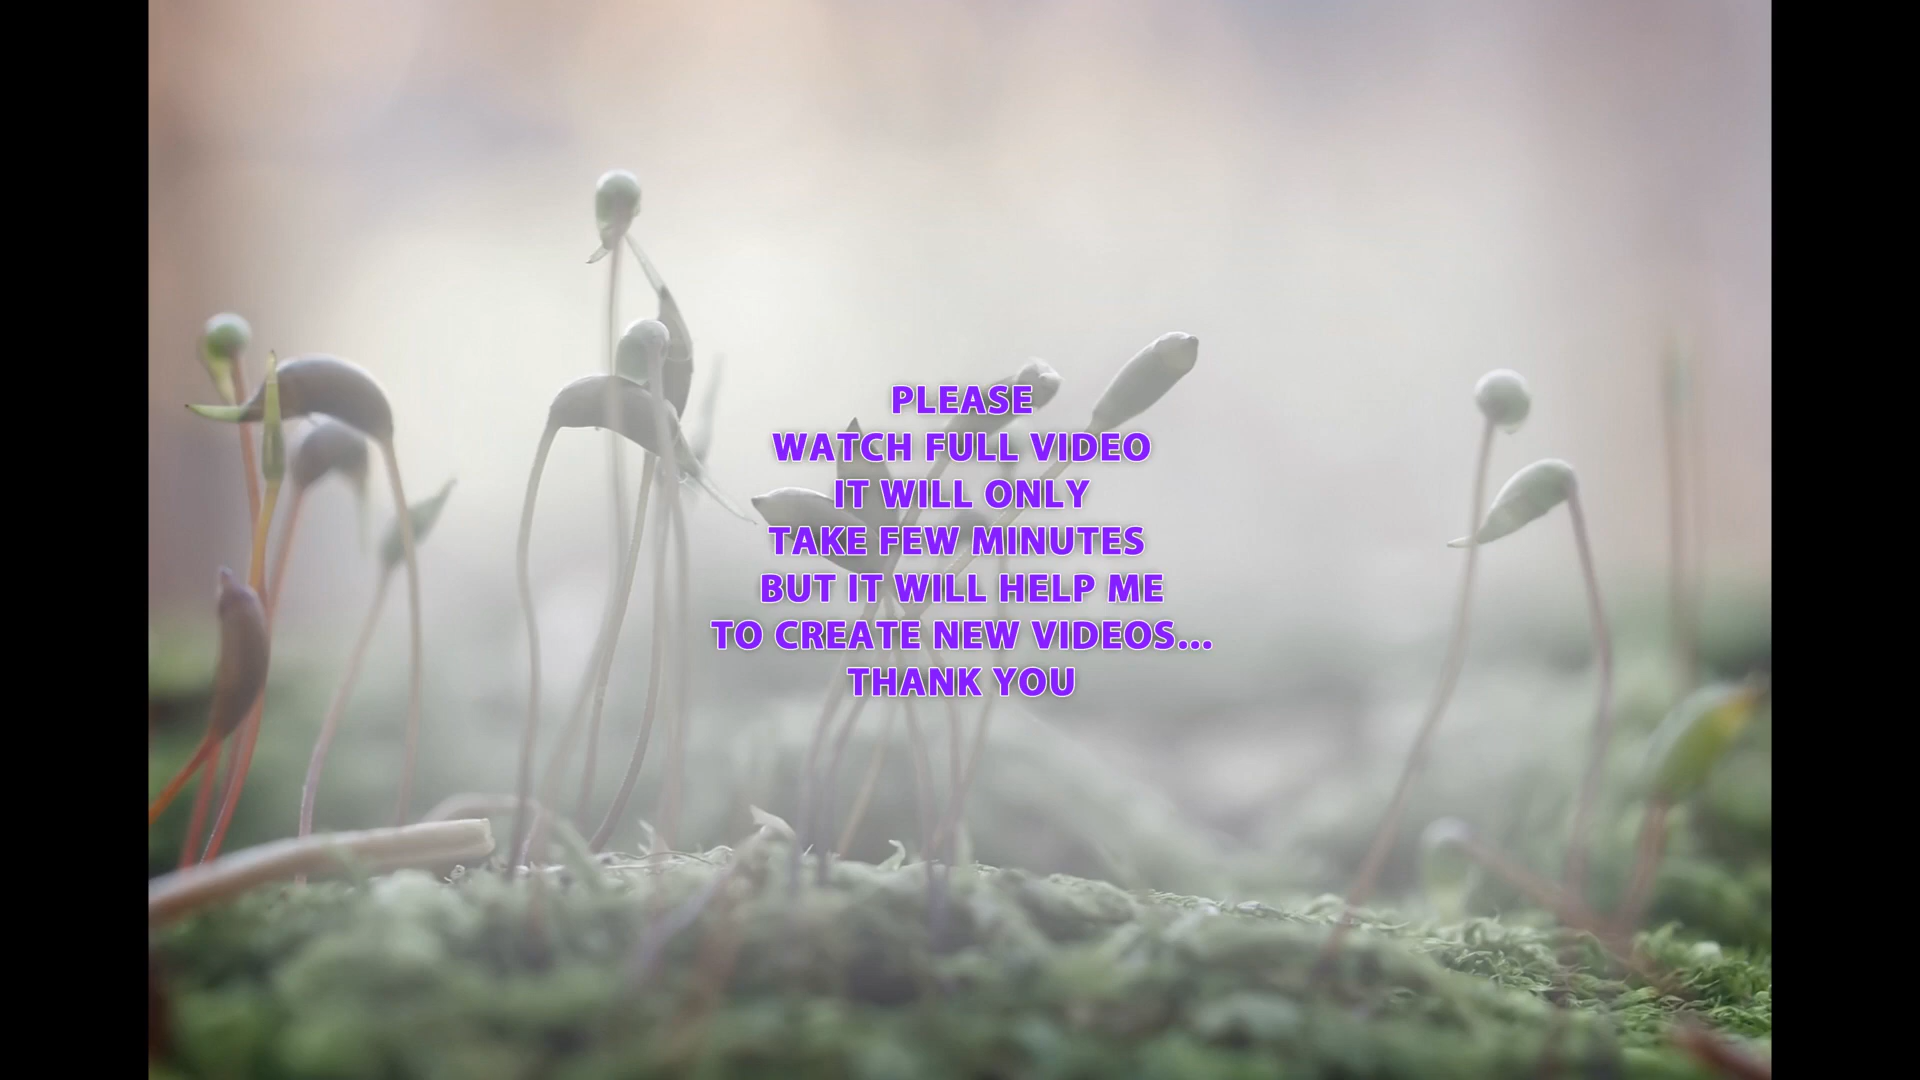 PLEASE
WATCH FULL VIDEO
IT WILL ONLY
TAKE FEW MINUTES
BUT IT WILL HELP ME
TO CREATE NEW VIDEOS...
THANK YOU